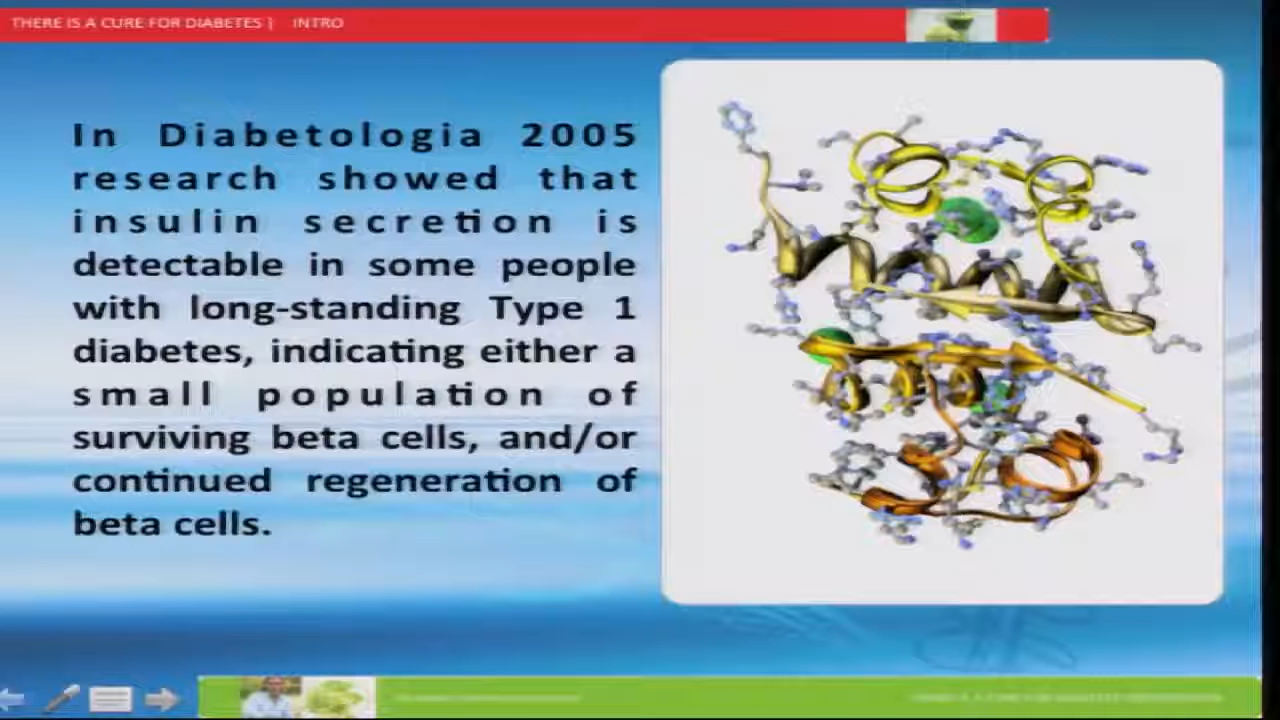 THERE IS A CURE FOR DIABETES | INTRO
In Diabetologia 2005
research showed that
insulin secretion is
detectable in some people
with long-standing Type 1
diabetes, indicating either a
small population of
surviving beta cells, and/or
continued regeneration of
beta cells.